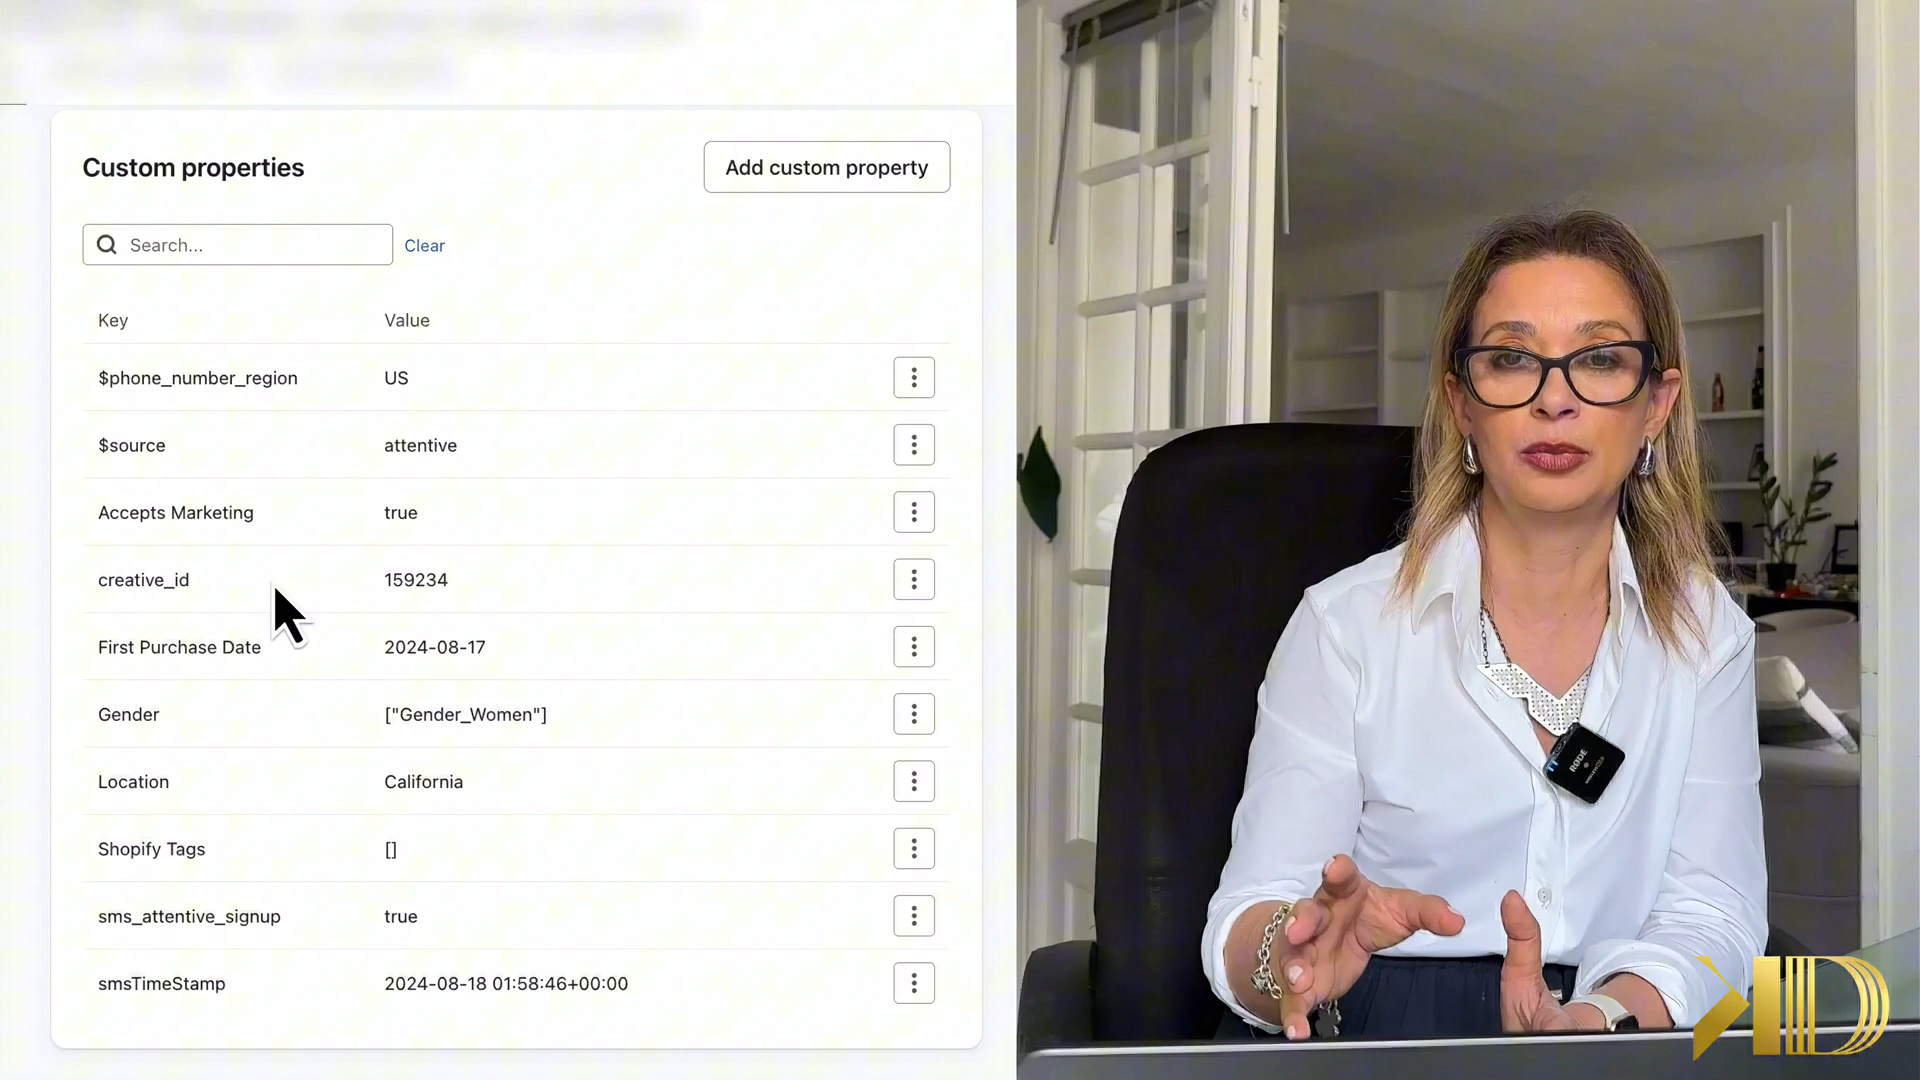 Custom properties
Add custom property
Search...
Clear
Key Value
$phone_number_region US
$source attentive
Accepts Marketing true
creative_id 159234
First Purchase Date 2024-08-17
Gender ["Gender_Women"]
Location California
Shopify Tags []
sms_attentive_signup true
smsTimeStamp 2024-08-18 01:58:46+00:00
RØDE
KD